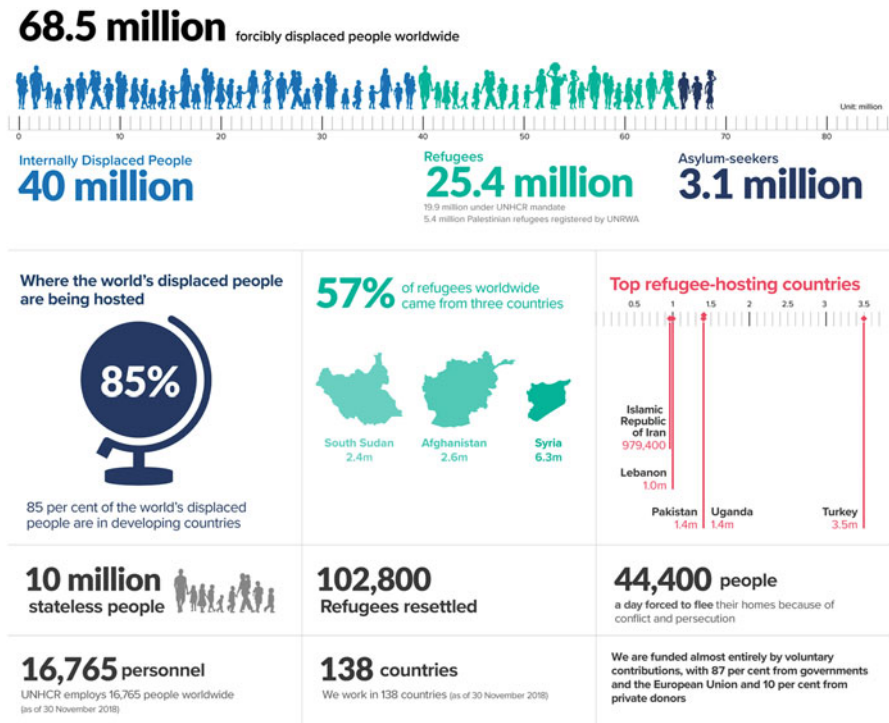 68.5 million forcibly displaced people worldwide
Unit: million
0 10 20 30 40 50 60 70 80
Internally Displaced People
40 million
Refugees
25.4 million
19.9 million under UNHCR mandate
5.4 million Palestinian refugees registered by UNRWA
Asylum-seekers
3.1 million
Where the world's displaced people
are being hosted
85%
85 per cent of the world's displaced
people are in developing countries
57% of refugees worldwide
came from three countries
South Sudan
2.4m
Afghanistan
2.6m
Syria
6.3m
Top refugee-hosting countries
0.5 1 1.5 2 2.5 3 3.5
Islamic
Republic
of Iran
979,400
Lebanon
1.0m
Pakistan
1.4m
Uganda
1.4m
Turkey
3.5m
10 million
stateless people
102,800
Refugees resettled
44,400 people
a day forced to flee their homes because of
conflict and persecution
16,765 personnel
UNHCR employs 16,765 people worldwide
(as of 30 November 2018)
138 countries
We work in 138 countries (as of 30 November 2018)
We are funded almost entirely by voluntary
contributions, with 87 per cent from governments
and the European Union and 10 per cent from
private donors